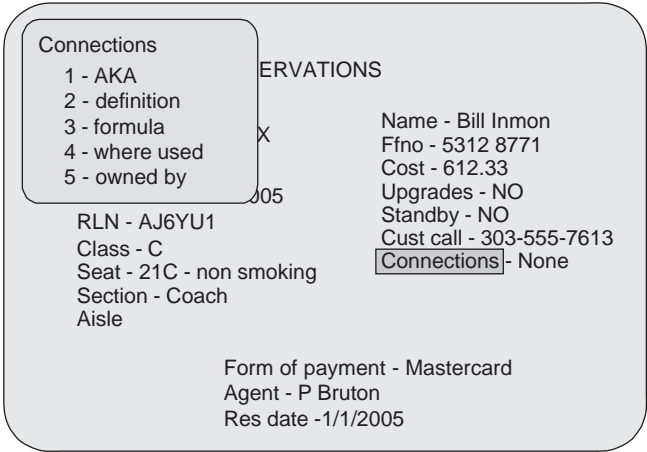 Connections
1 - AKA
2 - definition
3 - formula
4 - where used
5 - owned by
ERVATIONS
X
005
RLN - AJ6YU1
Class - C
Seat - 21C - non smoking
Section - Coach
Aisle
Name - Bill Inmon
Ffno - 5312 8771
Cost - 612.33
Upgrades - NO
Standby - NO
Cust call - 303-555-7613
Connections - None
Form of payment - Mastercard
Agent - P Bruton
Res date -1/1/2005